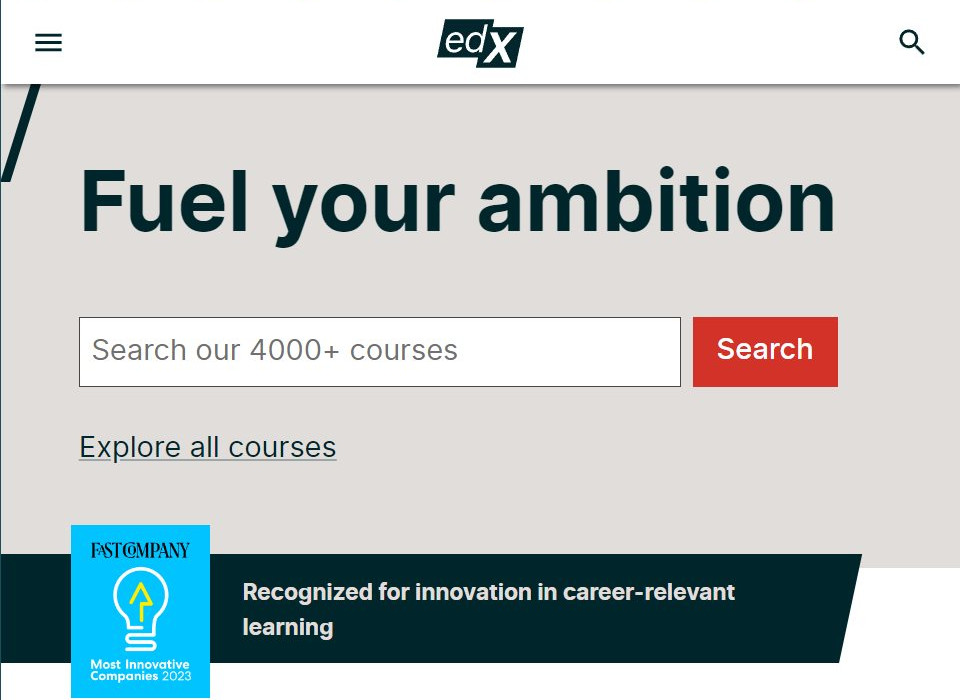 edX
Fuel your ambition
Search our 4000+ courses
Search
Explore all courses
FAST COMPANY
Most Innovative
Companies 2023
Recognized for innovation in career-relevant
learning